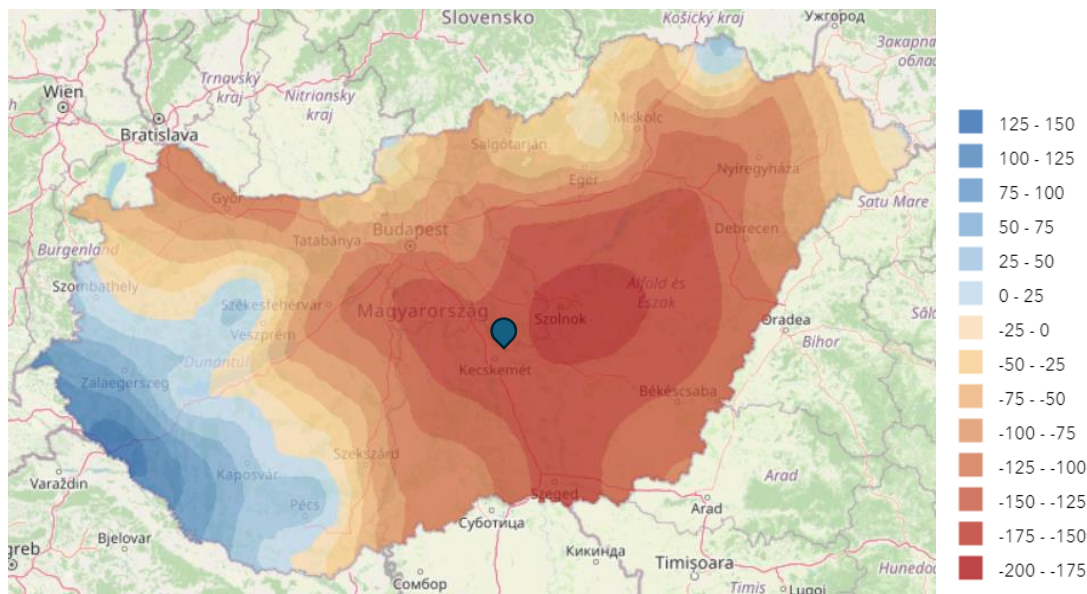 Slovensko
Košický kraj
Ужгород
Закарпа
обла
Wien
Trnavský
kraj
Nitriansky
kraj
Bratislava
Salgótarján
Miskolc
Eger
Nyíregyháza
Győr
Tatabánya
Budapest
Debrecen
Satu Mare
Burgenland
Szombathely
Székesfehérvár
Veszprém
Magyarország
Alföld és
Észak
Szolnok
Oradea
Bihor
Dunántúl
Zalaegerszeg
Kecskemét
Békéscsaba
Szekszárd
Kaposvár
Pécs
Varaždin
Szeged
Суботица
Arad
Arad
greb
Bjelovar
Сомбор
Кикинда
Timișoara
Timiș
Lugoj
Hunedo
125 - 150
100 - 125
75 - 100
50 - 75
25 - 50
0 - 25
-25 - 0
-50 - -25
-75 - -50
-100 - -75
-125 - -100
-150 - -125
-175 - -150
-200 - -175